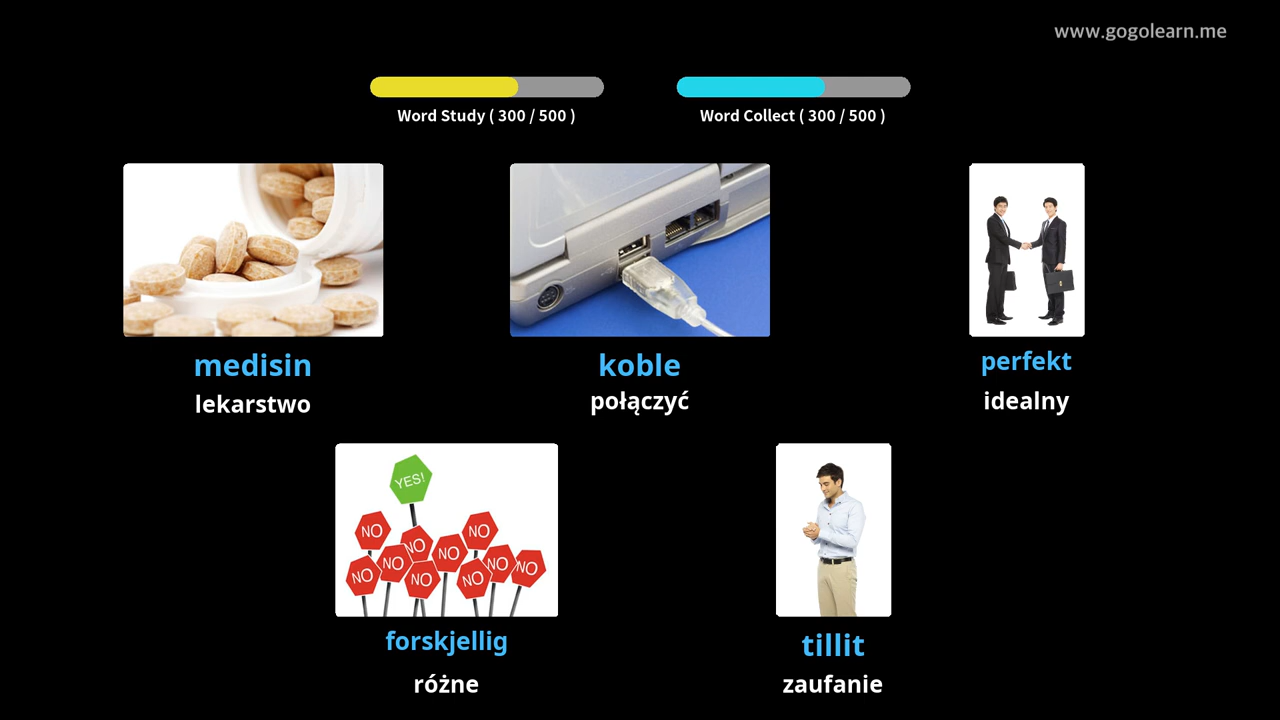 www.gogolearn.me
Word Study ( 300 / 500 )
Word Collect ( 300 / 500 )
medisin
lekarstwo
koble
połączyć
perfekt
idealny
YES!
NO
NO
NO
NO
NO
NO
NO
NO
NO
NO
forskjellig
różne
tillit
zaufanie